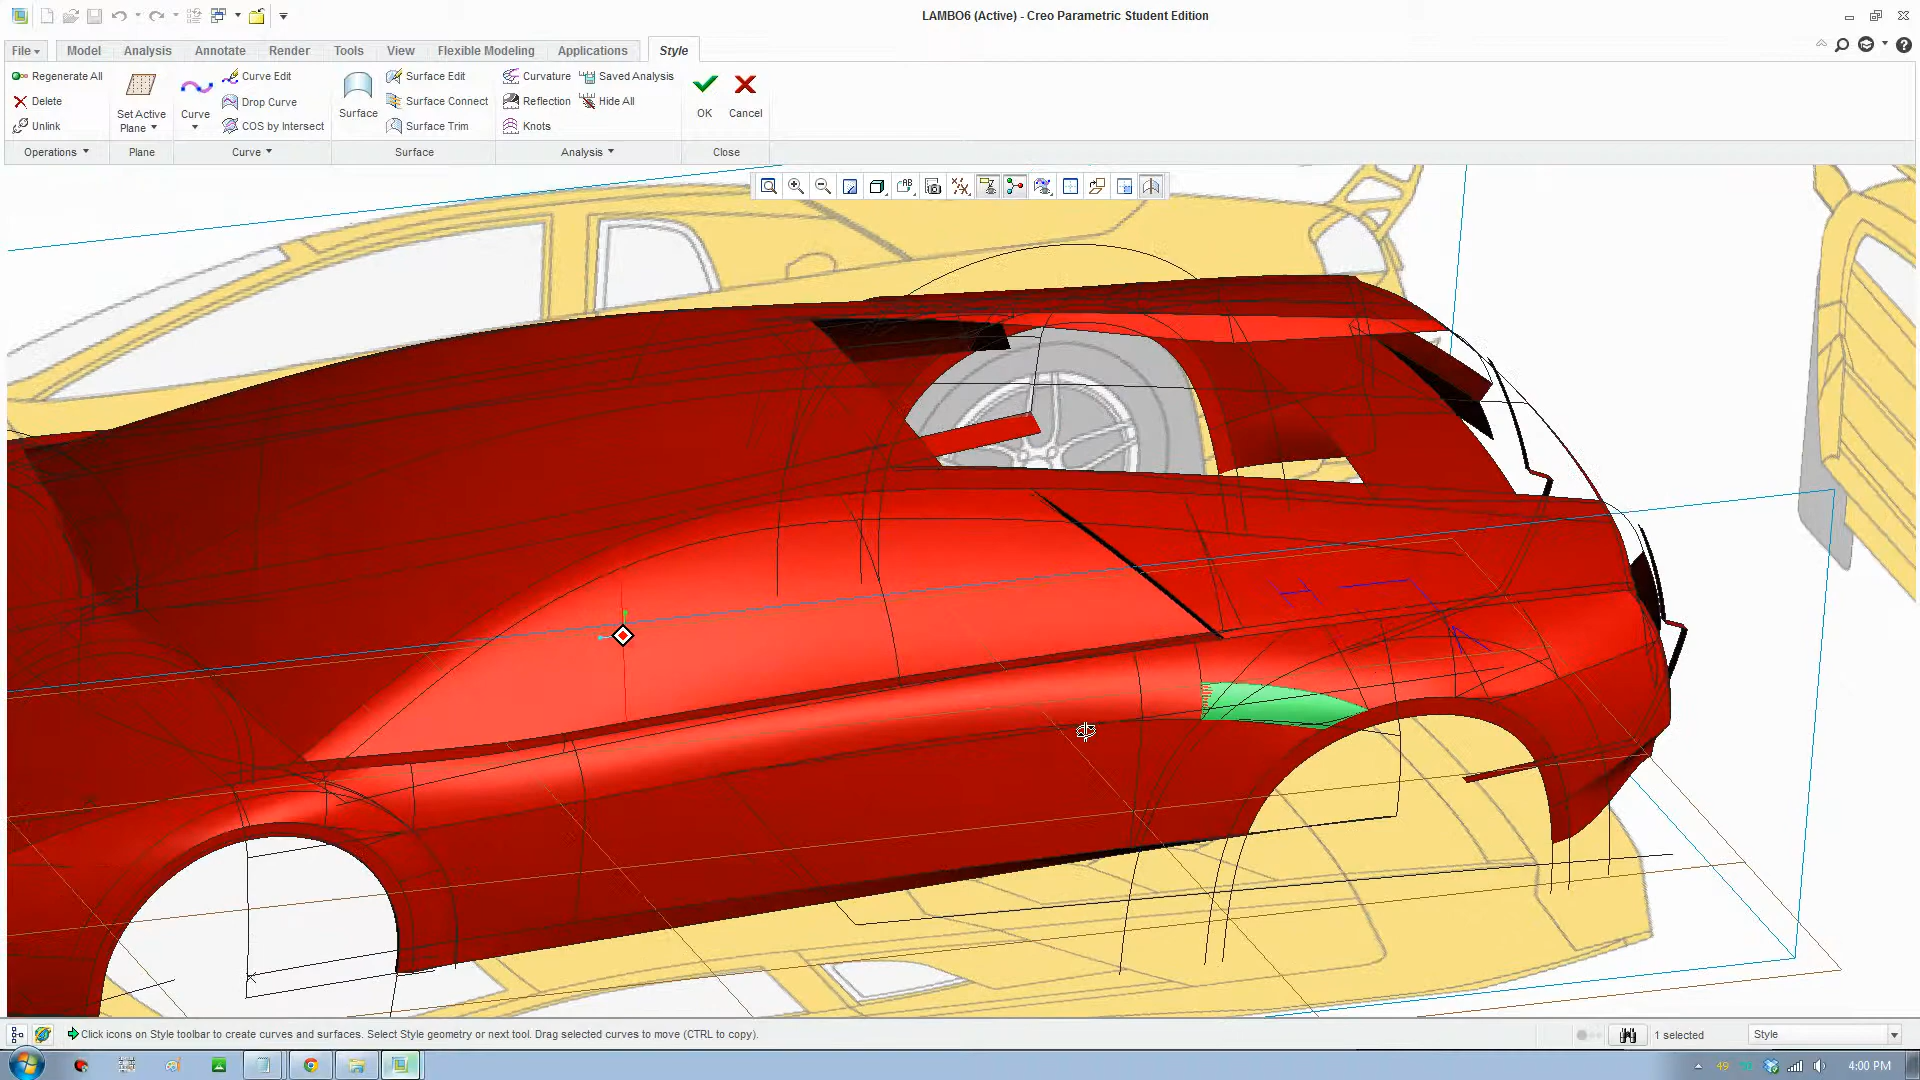 LAMBO6 (Active) - Creo Parametric Student Edition
File Model Analysis Annotate Render Tools View Flexible Modeling Applications Style
Regenerate All
Delete
Unlink
Set Active
Plane
Curve
Curve Edit
Drop Curve
COS by Intersect
Surface
Surface Edit
Surface Connect
Surface Trim
Curvature
Reflection
Knots
Saved Analysis
Hide All
OK
Cancel
Operations Plane Curve Surface Analysis Close
Click icons on Style toolbar to create curves and surfaces. Select Style geometry or next tool. Drag selected curves to move (CTRL to copy).
1 selected
Style
49
4:00 PM